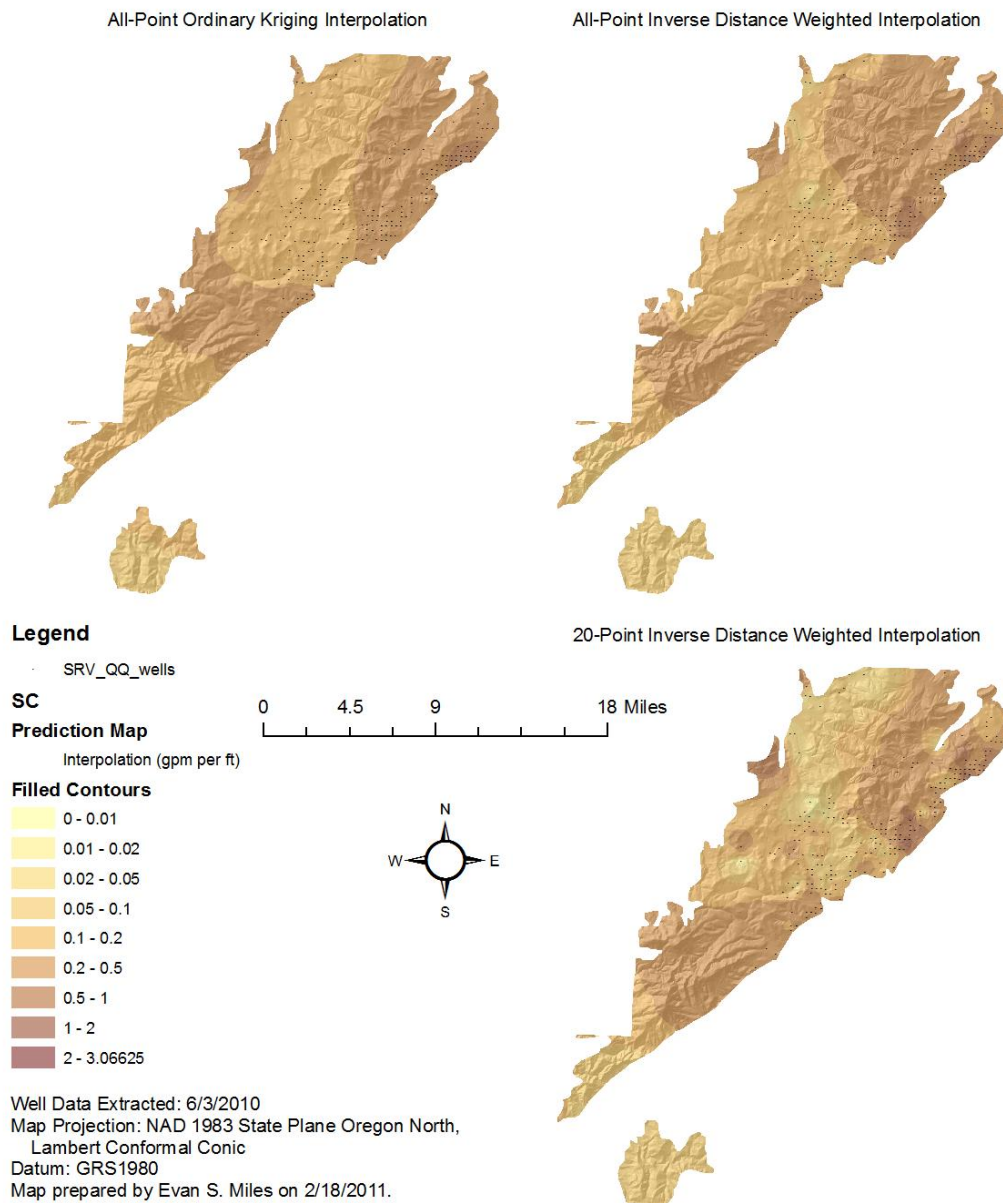 All-Point Ordinary Kriging Interpolation
All-Point Inverse Distance Weighted Interpolation
Legend
SRV_QQ_wells
SC
Prediction Map
Interpolation (gpm per ft)
Filled Contours
0 - 0.01
0.01 - 0.02
0.02 - 0.05
0.05 - 0.1
0.1 - 0.2
0.2 - 0.5
0.5 - 1
1 - 2
2 - 3.06625
0 4.5 9 18 Miles
N
W E
S
20-Point Inverse Distance Weighted Interpolation
Well Data Extracted: 6/3/2010
Map Projection: NAD 1983 State Plane Oregon North,
Lambert Conformal Conic
Datum: GRS1980
Map prepared by Evan S. Miles on 2/18/2011.